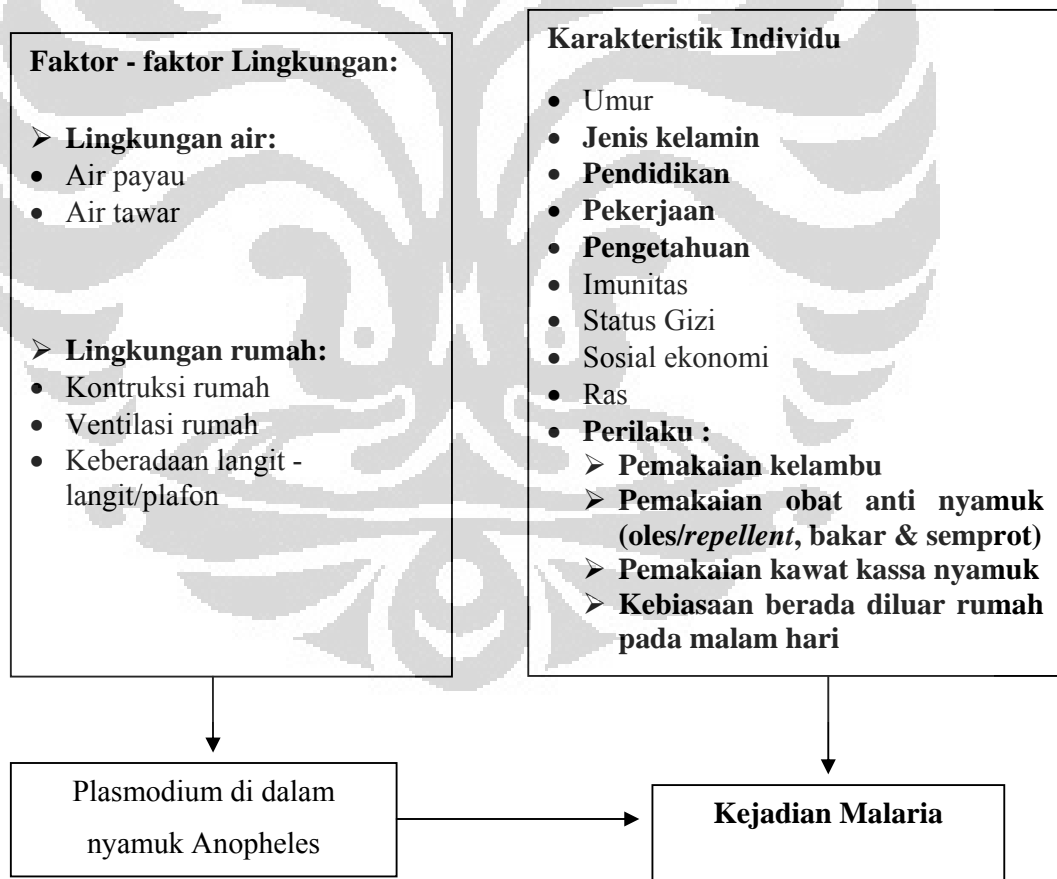 Faktor - faktor Lingkungan:
➢ Lingkungan air:
• Air payau
• Air tawar
➢ Lingkungan rumah:
• Kontruksi rumah
• Ventilasi rumah
• Keberadaan langit -
langit/plafon
Karakteristik Individu
• Umur
• Jenis kelamin
• Pendidikan
• Pekerjaan
• Pengetahuan
• Imunitas
• Status Gizi
• Sosial ekonomi
• Ras
• Perilaku :
➢ Pemakaian kelambu
➢ Pemakaian obat anti nyamuk
(oles/repellent, bakar & semprot)
➢ Pemakaian kawat kassa nyamuk
➢ Kebiasaan berada diluar rumah
pada malam hari
Plasmodium di dalam
nyamuk Anopheles
Kejadian Malaria